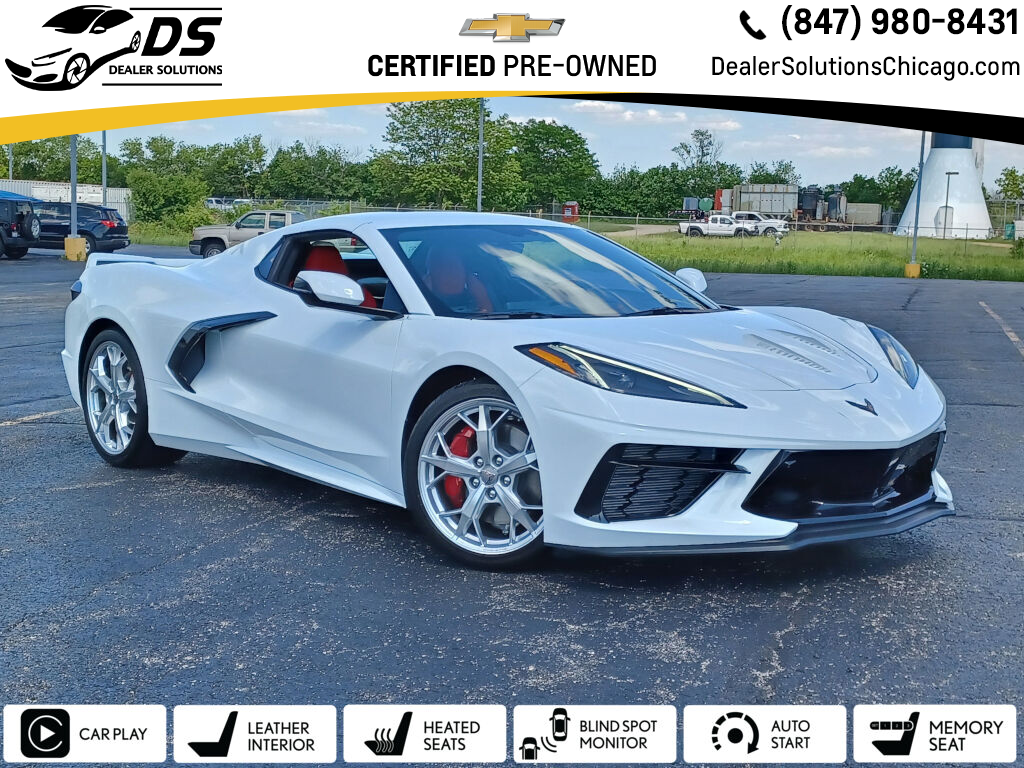 DS
DEALER SOLUTIONS
CERTIFIED PRE-OWNED
(847) 980-8431
DealerSolutionsChicago.com
CAR PLAY
LEATHER
INTERIOR
HEATED
SEATS
BLIND SPOT
MONITOR
AUTO
START
MEMORY
SEAT